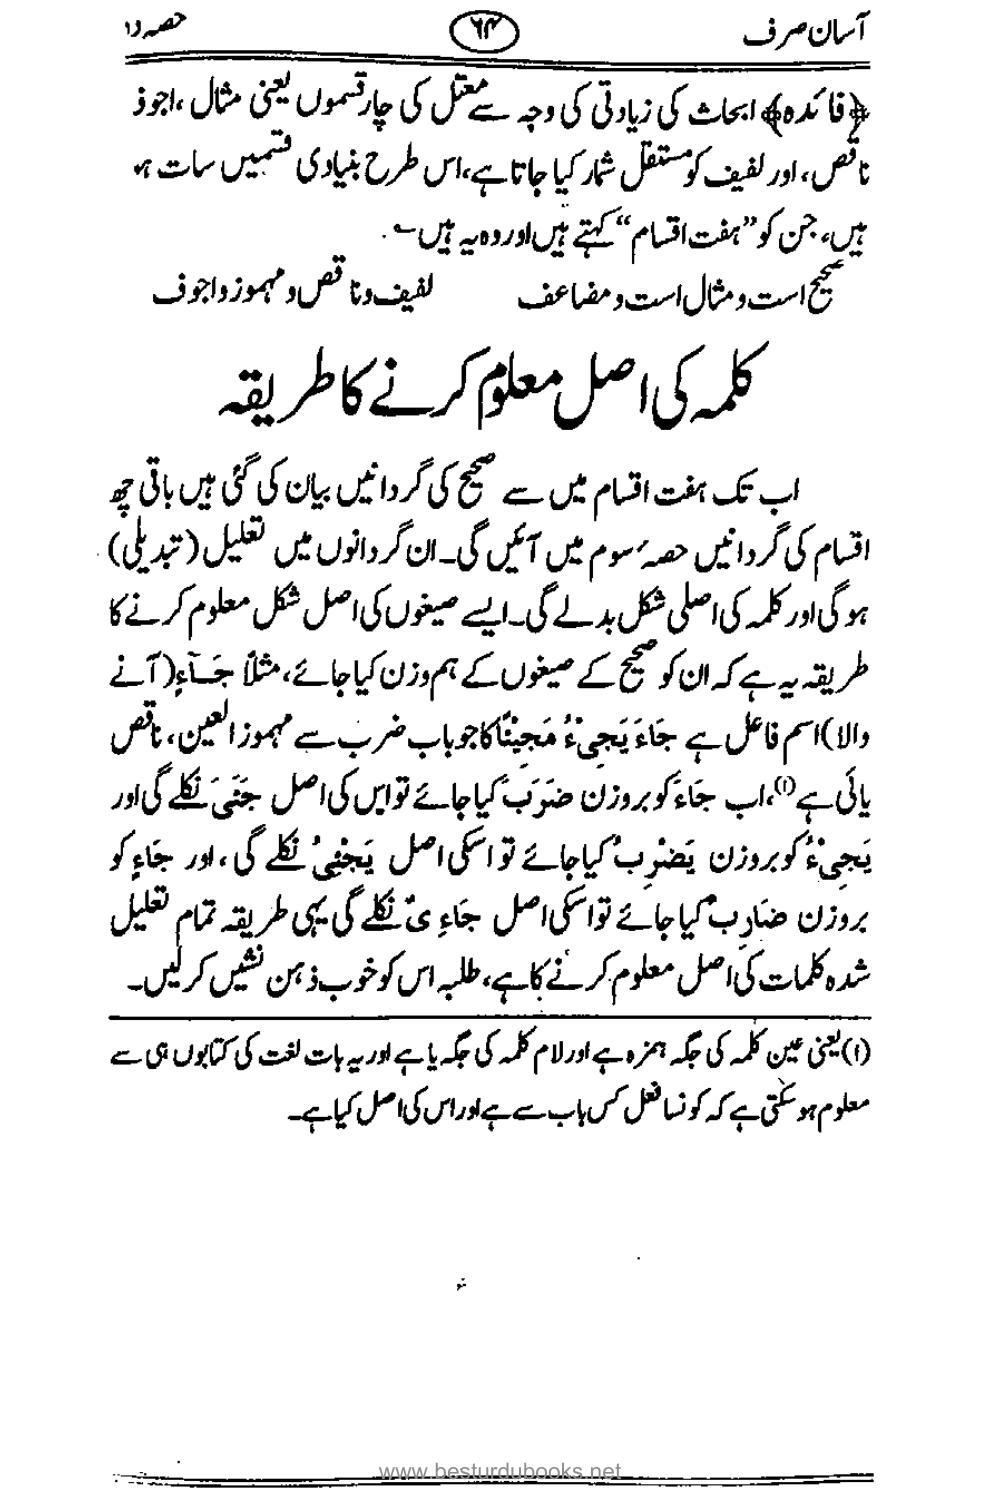 آسان صرف ۶۴ حصہ دو
﴿فائدہ﴾ ابحاث کی زیادتی کی وجہ سے معتل کی چار قسموں یعنی مثال، اجوف
ناقص، اور لفیف کو مستقل شمار کیا جاتا ہے، اس طرح بنیادی قسمیں سات ہو
ہیں، جن کو ”ہفت اقسام“ کہتے ہیں اور وہ یہ ہیں ؎
صحیح است و مثال است و مضاعف لفیف و ناقص و مہموز و اجوف
کلمہ کی اصل معلوم کرنے کا طریقہ
اب تک ہفت اقسام میں سے صحیح کی گردانیں بیان کی گئی ہیں باقی چھ
اقسام کی گردانیں حصہ سوم میں آئیں گی۔ ان گردانوں میں تعلیل (تبدیلی)
ہوگی اور کلمہ کی اصلی شکل بدلے گی۔ ایسے صیغوں کی اصل شکل معلوم کرنے کا
طریقہ یہ ہے کہ ان کو صحیح کے صیغوں کے ہم وزن کیا جائے، مثلاً جَآءٍ (آنے
والا) اسم فاعل ہے جَاءَ يَجِيْءُ مَجِيْئًا کا جو باب ضرب سے مہموز العین، ناقص
یائی ہے(۱)، اب جَاءَ کو بروزن ضَرَبَ کیا جائے تو اس کی اصل جَئَيَ نکلے گی اور
يَجِيْءُ کو بروزن يَضْرِبُ کیا جائے تو اسکی اصل يَجْئِيُ نکلے گی، اور جَاءٍ کو
بروزن ضَارِبٌ کیا جائے تو اسکی اصل جَاءِ يٌ نکلے گی یہی طریقہ تمام تعلیل
شدہ کلمات کی اصل معلوم کرنے کا ہے، طلبہ اس کو خوب ذہن نشیں کر لیں۔
(۱) یعنی عین کلمہ کی جگہ ہمزہ ہے اور لام کلمہ کی جگہ یا ہے اور یہ بات لغت کی کتابوں ہی سے
معلوم ہو سکتی ہے کہ کونسا فعل کس باب سے ہے اور اس کی اصل کیا ہے۔
www.besturdubooks.net